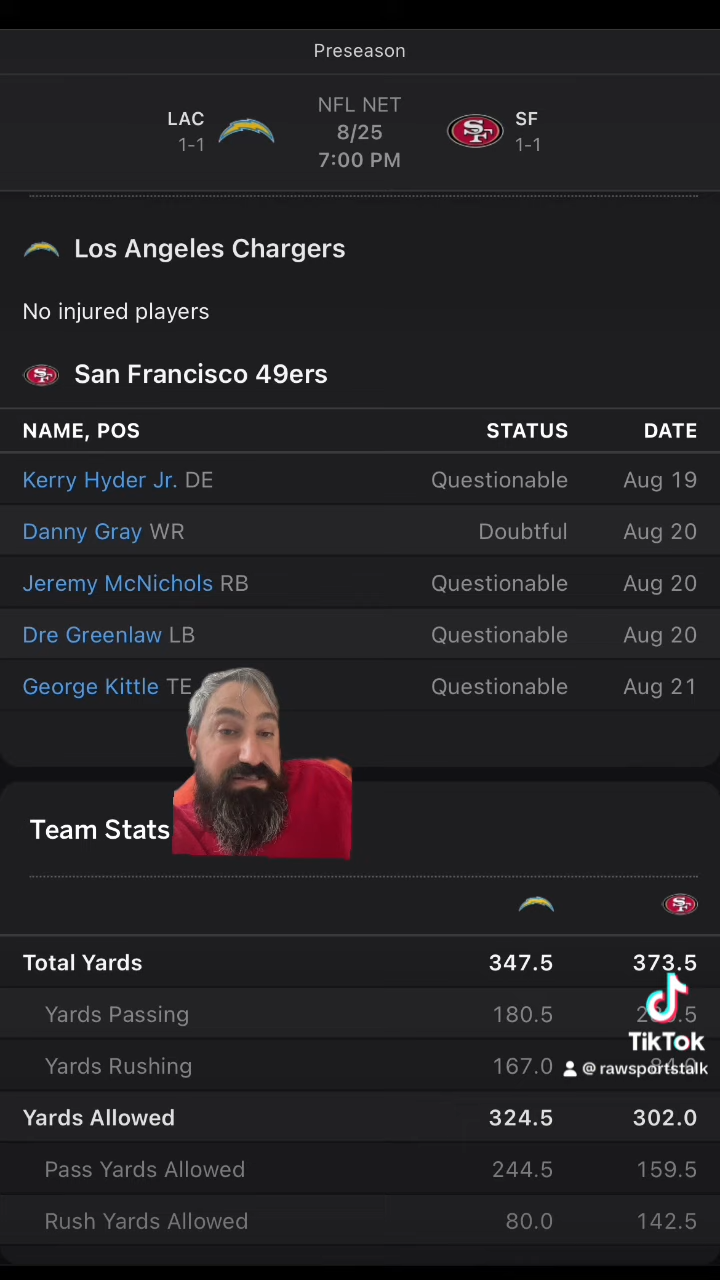 Preseason
LAC
1-1
NFL NET
8/25
7:00 PM
SF
1-1
Los Angeles Chargers
No injured players
San Francisco 49ers
NAME, POS STATUS DATE
Kerry Hyder Jr. DE Questionable Aug 19
Danny Gray WR Doubtful Aug 20
Jeremy McNichols RB Questionable Aug 20
Dre Greenlaw LB Questionable Aug 20
George Kittle TE Questionable Aug 21
Team Stats
Total Yards 347.5 373.5
Yards Passing 180.5
TikTok
Yards Rushing 167.0
@rawsportstalk
Yards Allowed 324.5 302.0
Pass Yards Allowed 244.5 159.5
Rush Yards Allowed 80.0 142.5